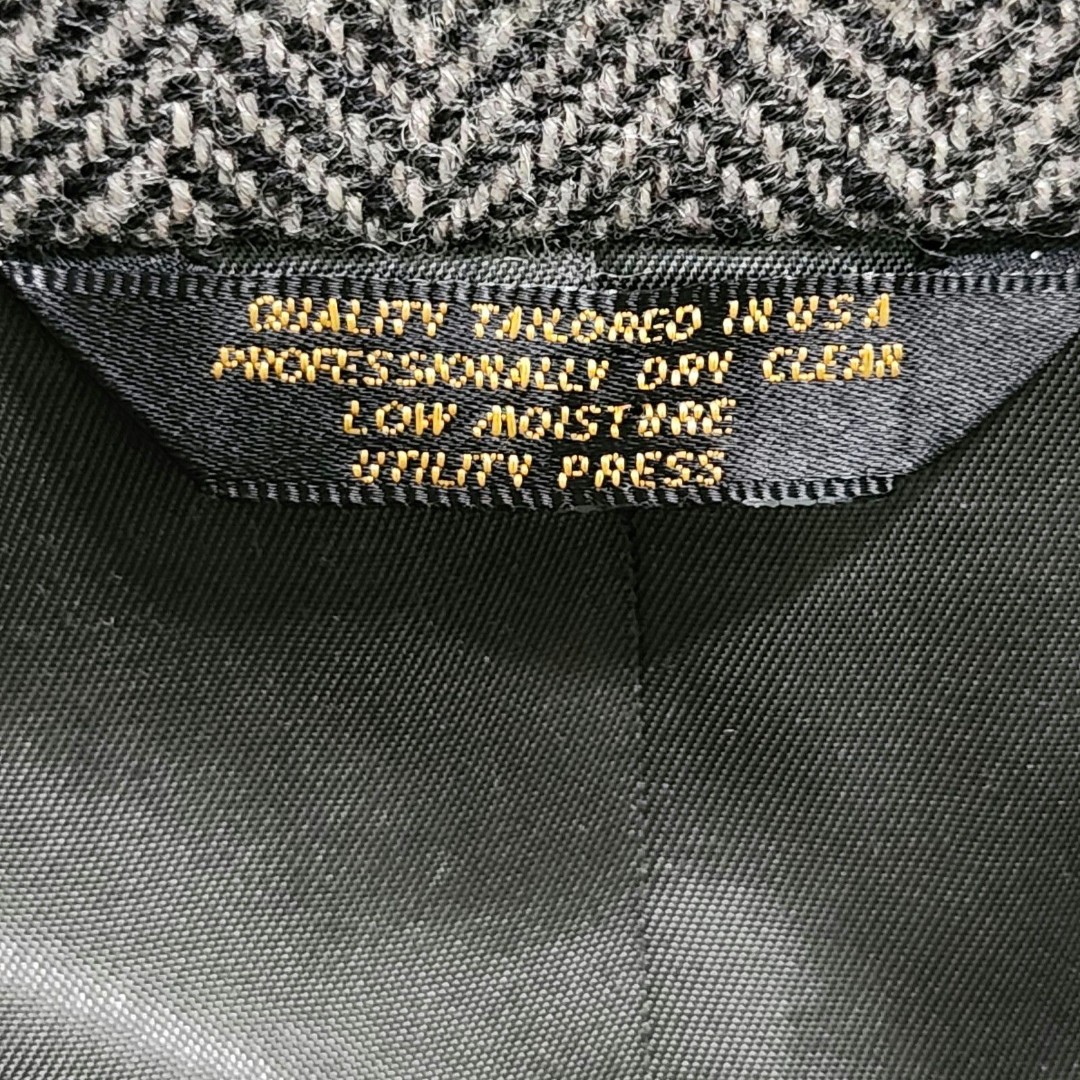 QUALITY TAILORED IN USA
PROFESSIONALLY DRY CLEAN
LOW MOISTURE
UTILITY PRESS